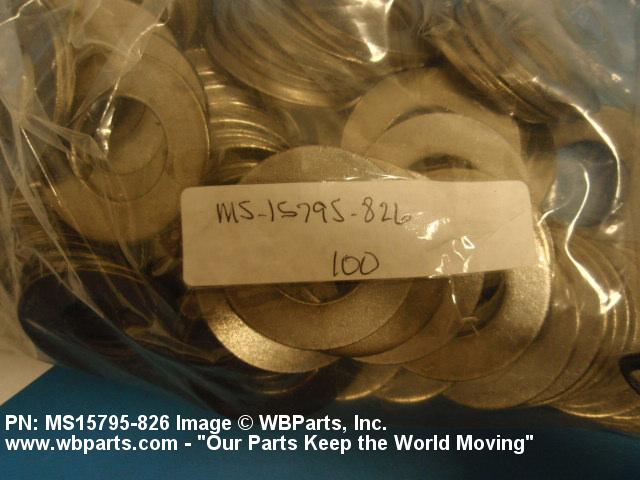 MS-15795-826
100
PN: MS15795-826 Image © WBParts, Inc.
www.wbparts.com - "Our Parts Keep the World Moving"